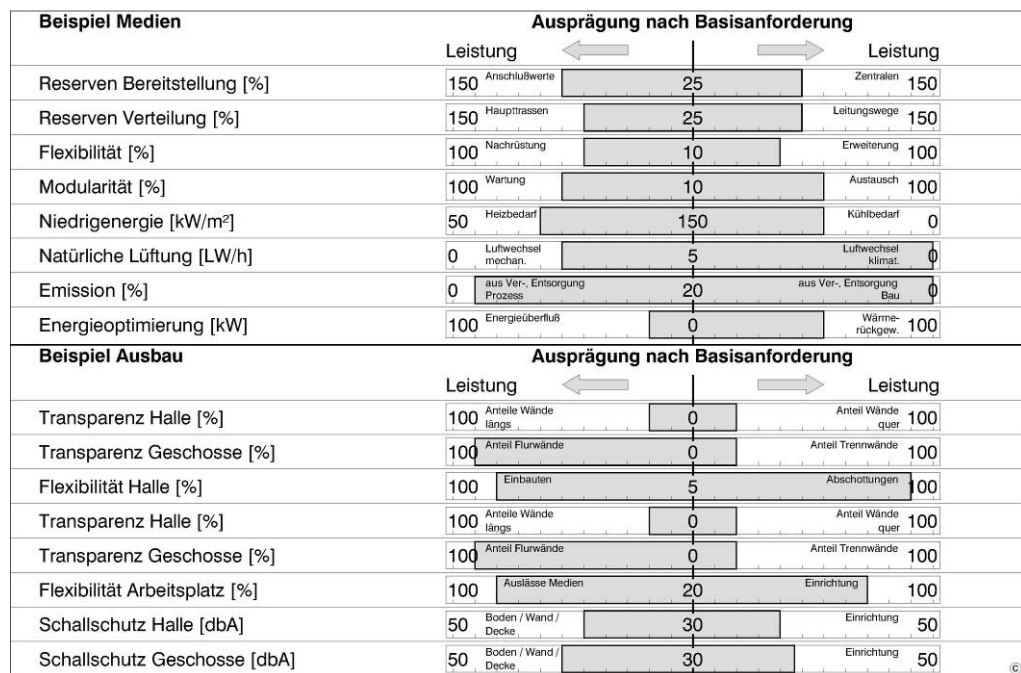 Beispiel Medien Ausprägung nach Basisanforderung
Leistung Leistung
Reserven Bereitstellung [%] 150 Anschlußwerte 25 Zentralen 150
Reserven Verteilung [%] 150 Haupttrassen 25 Leitungswege 150
Flexibilität [%] 100 Nachrüstung 10 Erweiterung 100
Modularität [%] 100 Wartung 10 Austausch 100
Niedrigenergie [kW/m²] 50 Heizbedarf 150 Kühlbedarf 0
Natürliche Lüftung [LW/h] 0 Luftwechsel mechan. 5 Luftwechsel klimat. 0
Emission [%] 0 aus Ver-, Entsorgung Prozess 20 aus Ver-, Entsorgung Bau 0
Energieoptimierung [kW] 100 Energieüberfluß 0 Wärme-rückgew. 100
Beispiel Ausbau Ausprägung nach Basisanforderung
Leistung Leistung
Transparenz Halle [%] 100 Anteile Wände längs 0 Anteil Wände quer 100
Transparenz Geschosse [%] 100 Anteil Flurwände 0 Anteil Trennwände 100
Flexibilität Halle [%] 100 Einbauten 5 Abschottungen 100
Transparenz Halle [%] 100 Anteile Wände längs 0 Anteil Wände quer 100
Transparenz Geschosse [%] 100 Anteil Flurwände 0 Anteil Trennwände 100
Flexibilität Arbeitsplatz [%] 100 Auslässe Medien 20 Einrichtung 100
Schallschutz Halle [dbA] 50 Boden / Wand / Decke 30 Einrichtung 50
Schallschutz Geschosse [dbA] 50 Boden / Wand / Decke 30 Einrichtung 50
©